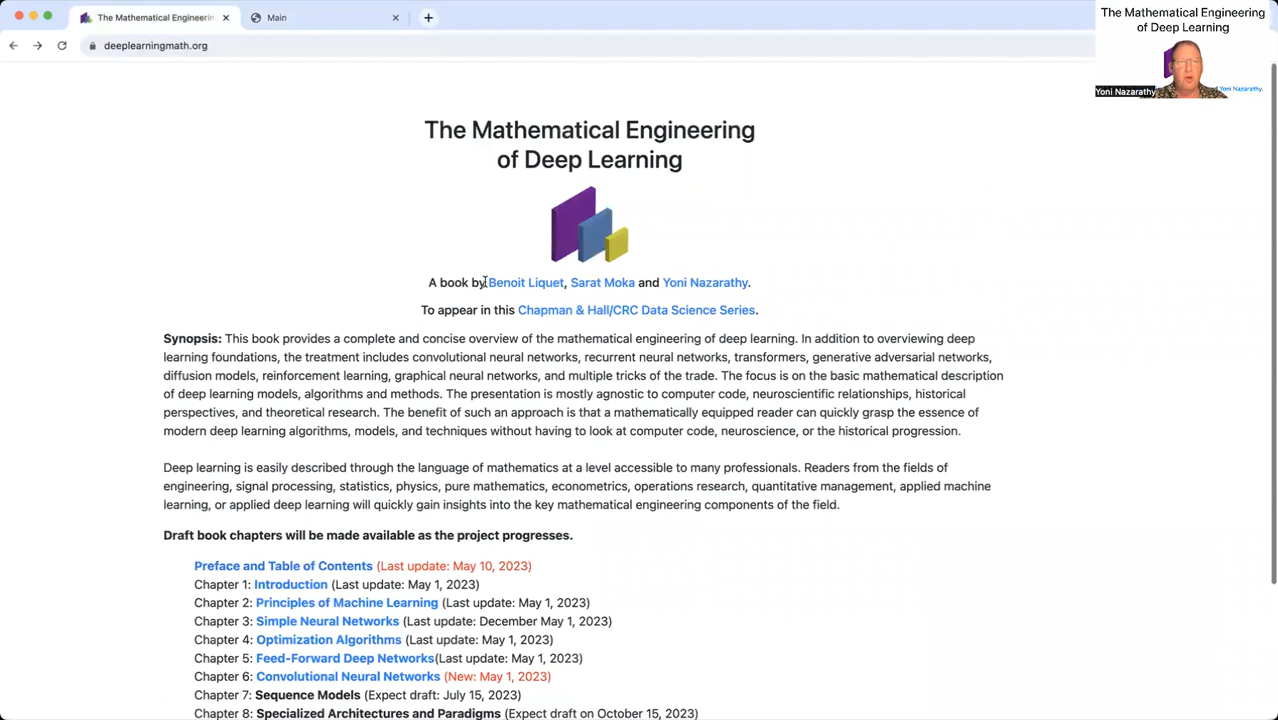 The Mathematical Engineerin
Main
deeplearningmath.org
The Mathematical Engineering
of Deep Learning
Yoni Nazarathy
Yoni Nazarathy.
The Mathematical Engineering
of Deep Learning
A book by Benoit Liquet, Sarat Moka and Yoni Nazarathy.
To appear in this Chapman & Hall/CRC Data Science Series.
Synopsis: This book provides a complete and concise overview of the mathematical engineering of deep learning. In addition to overviewing deep
learning foundations, the treatment includes convolutional neural networks, recurrent neural networks, transformers, generative adversarial networks,
diffusion models, reinforcement learning, graphical neural networks, and multiple tricks of the trade. The focus is on the basic mathematical description
of deep learning models, algorithms and methods. The presentation is mostly agnostic to computer code, neuroscientific relationships, historical
perspectives, and theoretical research. The benefit of such an approach is that a mathematically equipped reader can quickly grasp the essence of
modern deep learning algorithms, models, and techniques without having to look at computer code, neuroscience, or the historical progression.
Deep learning is easily described through the language of mathematics at a level accessible to many professionals. Readers from the fields of
engineering, signal processing, statistics, physics, pure mathematics, econometrics, operations research, quantitative management, applied machine
learning, or applied deep learning will quickly gain insights into the key mathematical engineering components of the field.
Draft book chapters will be made available as the project progresses.
Preface and Table of Contents (Last update: May 10, 2023)
Chapter 1: Introduction (Last update: May 1, 2023)
Chapter 2: Principles of Machine Learning (Last update: May 1, 2023)
Chapter 3: Simple Neural Networks (Last update: December May 1, 2023)
Chapter 4: Optimization Algorithms (Last update: May 1, 2023)
Chapter 5: Feed-Forward Deep Networks(Last update: May 1, 2023)
Chapter 6: Convolutional Neural Networks (New: May 1, 2023)
Chapter 7: Sequence Models (Expect draft: July 15, 2023)
Chapter 8: Specialized Architectures and Paradigms (Expect draft on October 15, 2023)